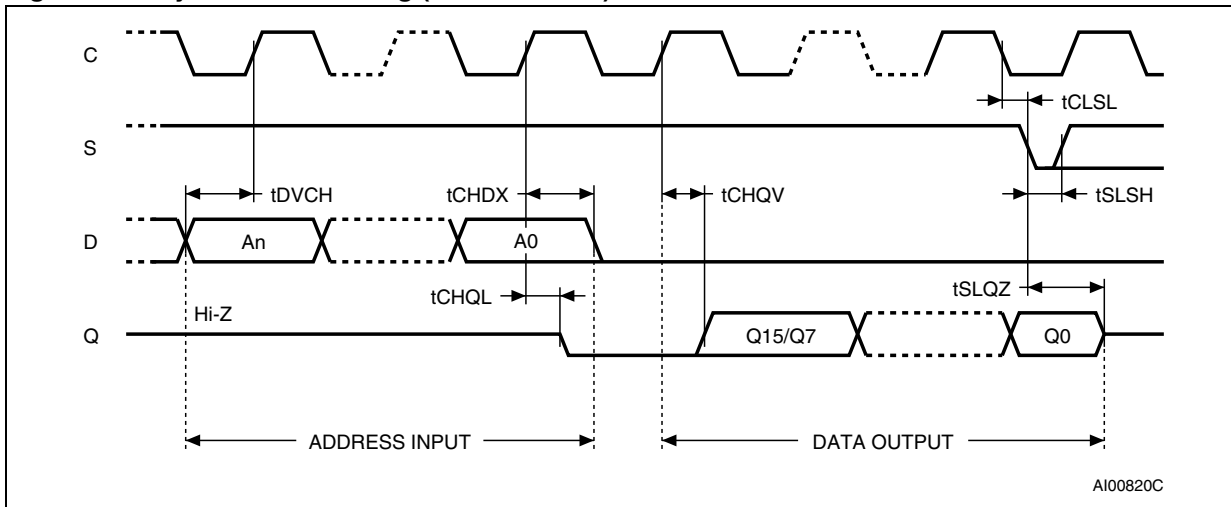 C
tCLSL
S
tDVCH
tCHDX
tCHQV
tSLSH
D
An
A0
tCHQL
tSLQZ
Hi-Z
Q
Q15/Q7
Q0
ADDRESS INPUT
DATA OUTPUT
AI00820C